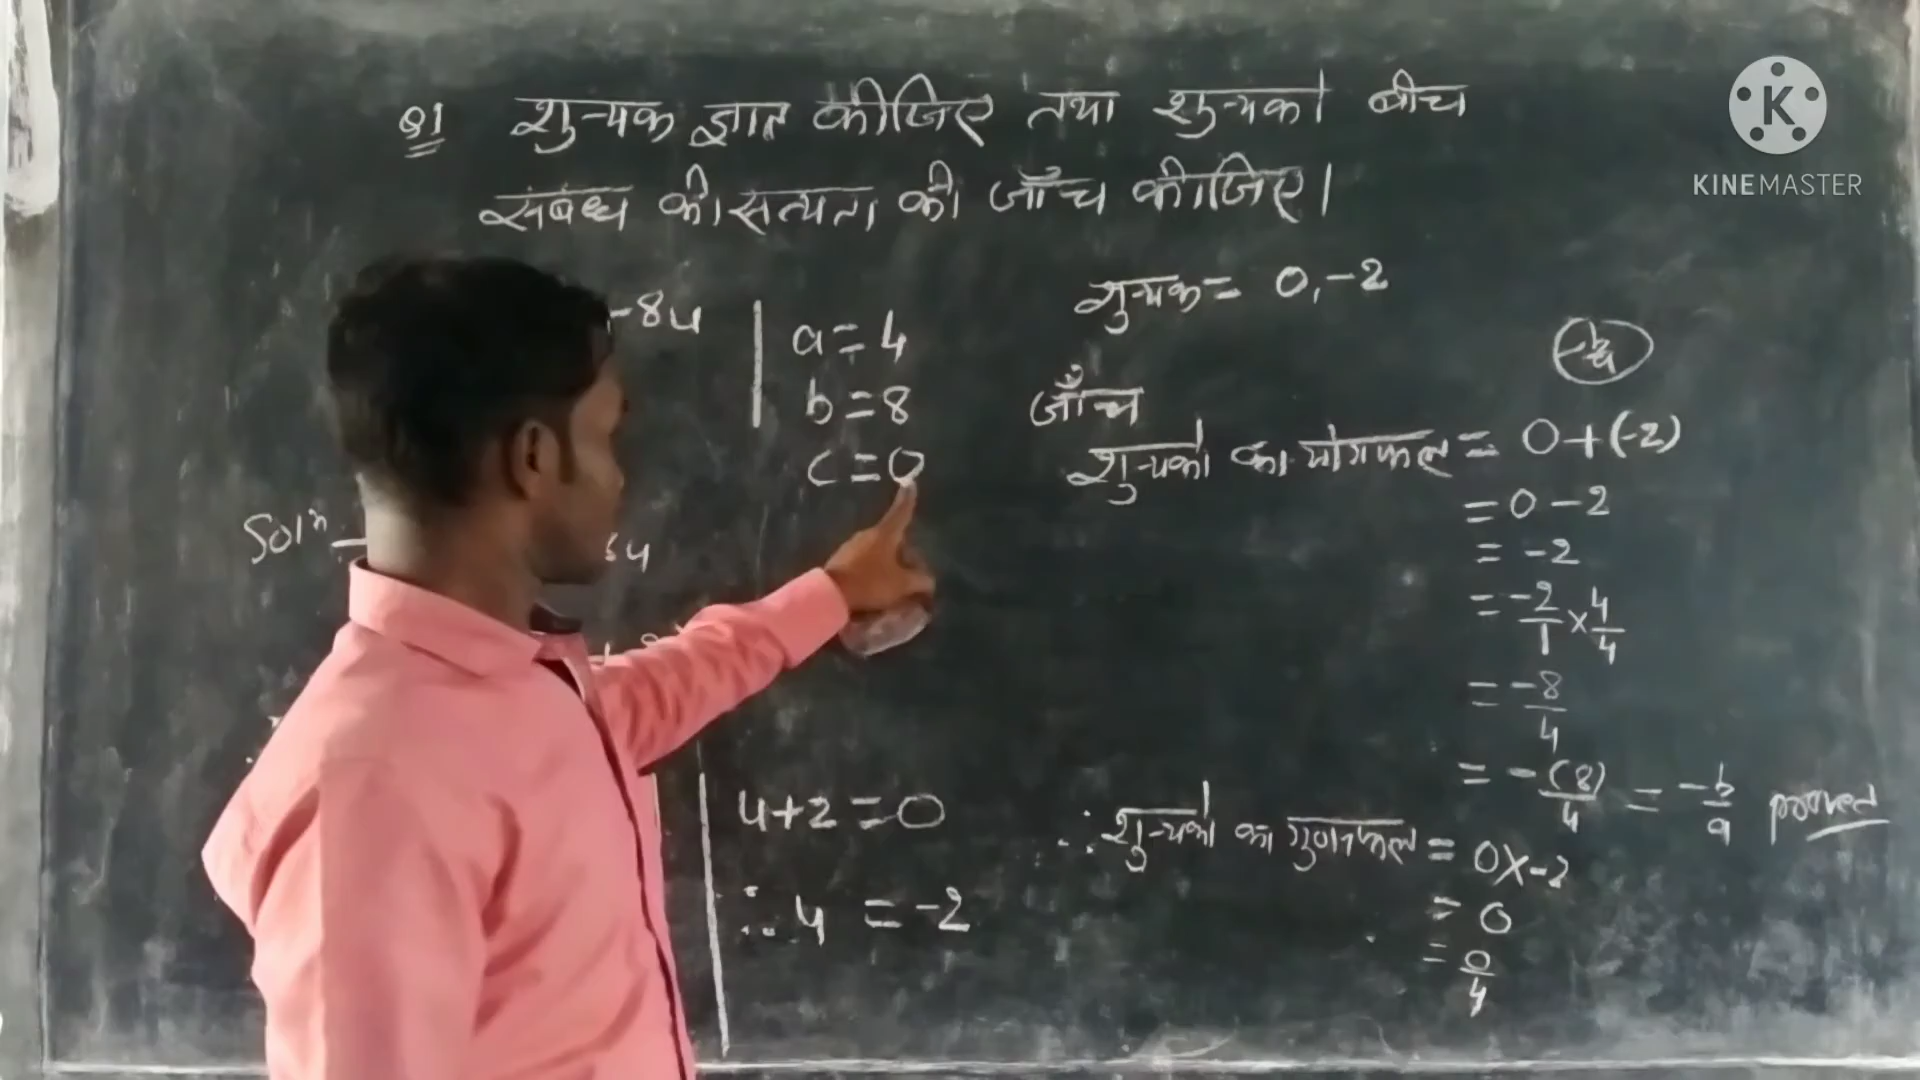 Q1 शुन्यक ज्ञात कीजिए तथा शुन्यकों बीच
संबंध की सत्यता की जाँच कीजिए।
KINEMASTER
-8u
a=4
b=8
c=0
Solⁿ
u+2=0
∴ u = -2
शुन्यक = 0,-2
-b/a
जाँच
शुन्यकों का योगफल = 0+(-2)
= 0-2
= -2
= -2/1 × 4/4
= -8/4
= -(8)/4 = -b/a proved
∴ शुन्यकों का गुणनफल = 0X-2
= 0
= 0/4